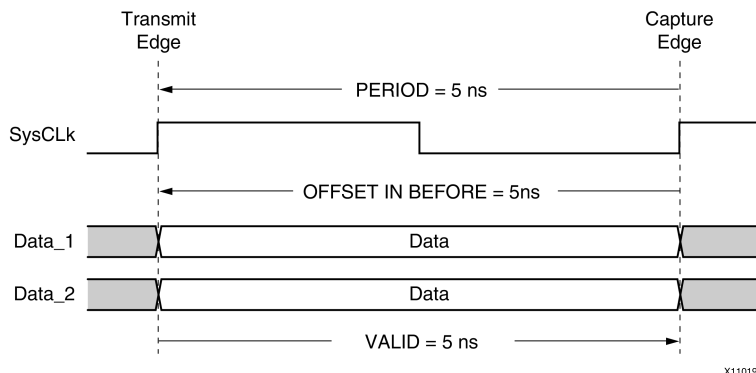 Transmit
Edge
Capture
Edge
PERIOD = 5 ns
SysCLk
OFFSET IN BEFORE = 5ns
Data_1
Data
Data_2
Data
VALID = 5 ns
X11019